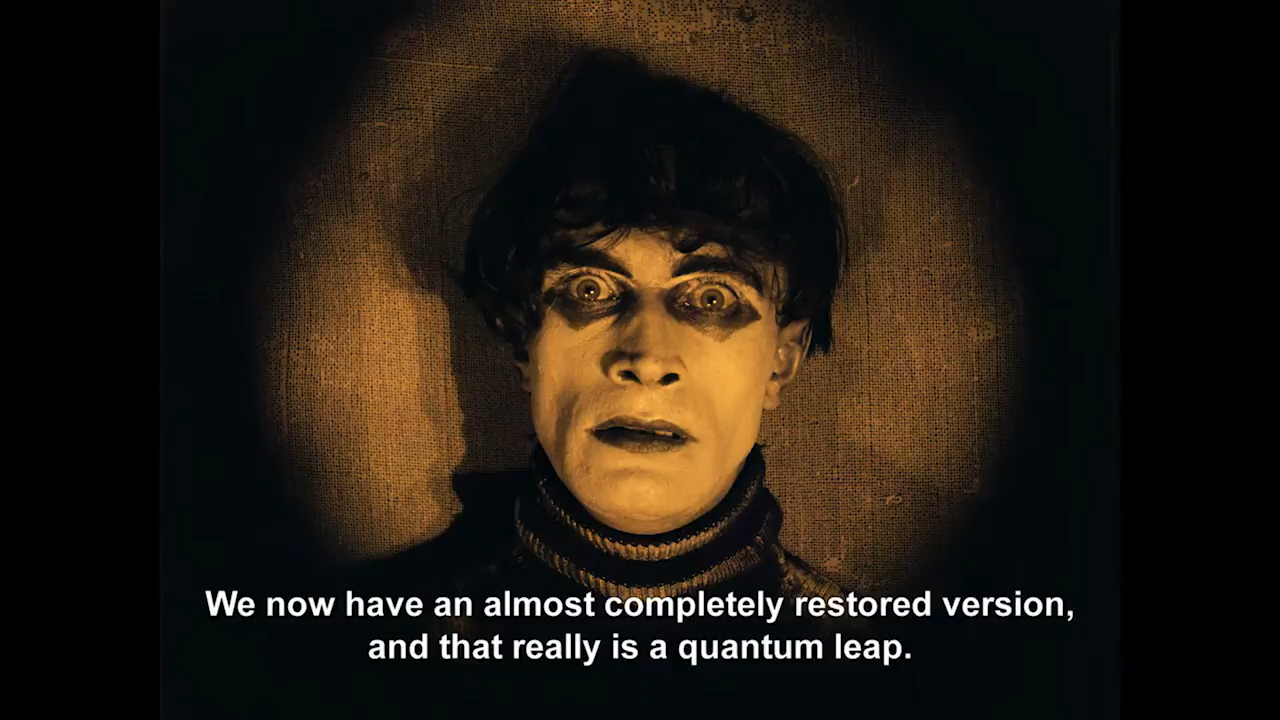 We now have an almost completely restored version,
and that really is a quantum leap.